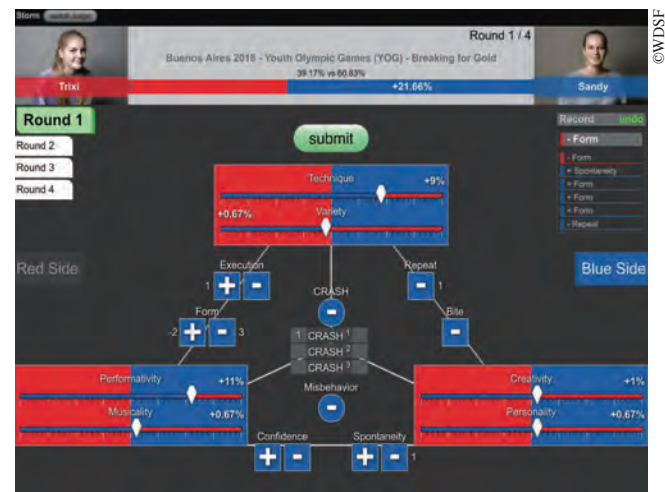 Storm switch Judge
Round 1 / 4
Buenos Aires 2018 - Youth Olympic Games (YOG) - Breaking for Gold
39.17% vs 60.83%
Trixi
+21.66%
Sandy
©WDSF
Round 1
Round 2
Round 3
Round 4
submit
Record undo
- Form
- Form
+ Spontaneity
+ Form
+ Form
+ Form
- Repeat
Technique +9%
+0.67% Variety
Red Side
Blue Side
Execution
1 + -
Repeat
- 1
CRASH
-
Form
-2 + - 3
Bite
-
1 CRASH 1
CRASH 2
CRASH 3
Misbehavior
-
Performativity +11%
Musicality +0.67%
Creativity +1%
Personality +0.67%
Confidence
+ -
Spontaneity
+ - 1